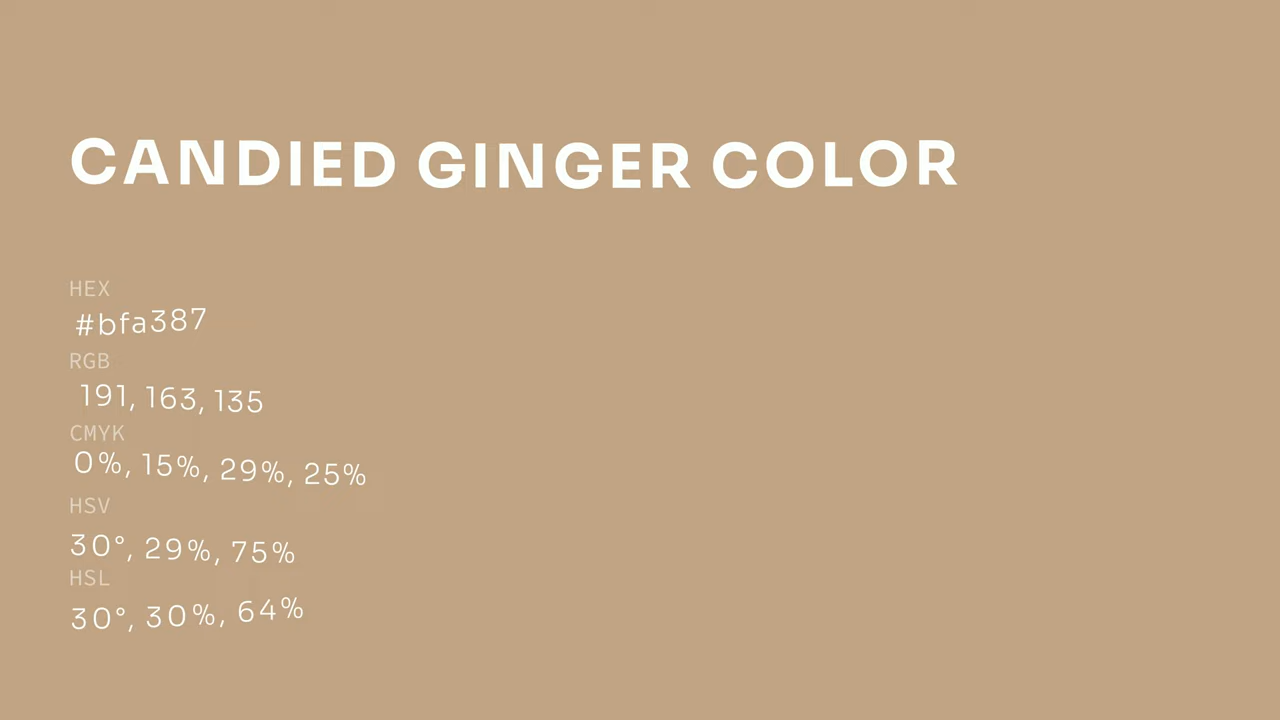 CANDIED GINGER COLOR
HEX
#bfa387
RGB
191, 163, 135
CMYK
0%, 15%, 29%, 25%
HSV
30°, 29%, 75%
HSL
30°, 30%, 64%